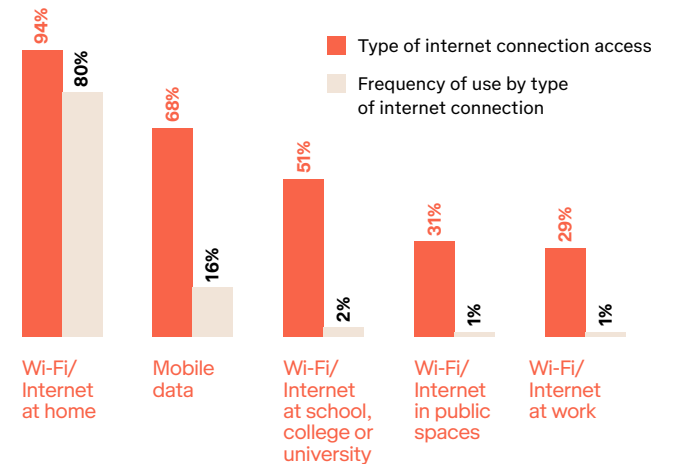 94%
80%
68%
16%
51%
2%
31%
1%
29%
1%
Type of internet connection access
Frequency of use by type
of internet connection
Wi-Fi/
Internet
at home
Mobile
data
Wi-Fi/
Internet
at school,
college or
university
Wi-Fi/
Internet
in public
spaces
Wi-Fi/
Internet
at work